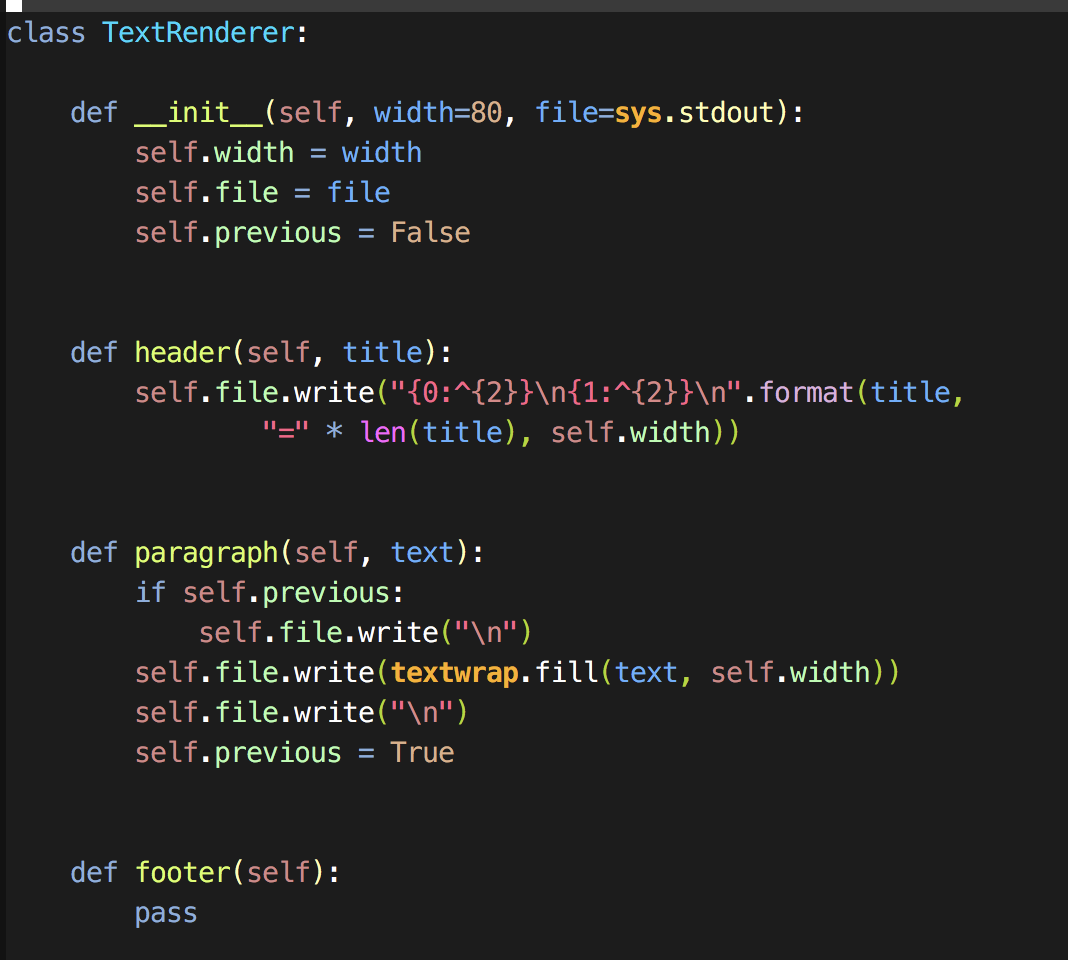 class TextRenderer:
    def __init__(self, width=80, file=sys.stdout):
        self.width = width
        self.file = file
        self.previous = False
    def header(self, title):
        self.file.write("{0:^{2}}\n{1:^{2}}\n".format(title,
                "=" * len(title), self.width))
    def paragraph(self, text):
        if self.previous:
            self.file.write("\n")
        self.file.write(textwrap.fill(text, self.width))
        self.file.write("\n")
        self.previous = True
    def footer(self):
        pass